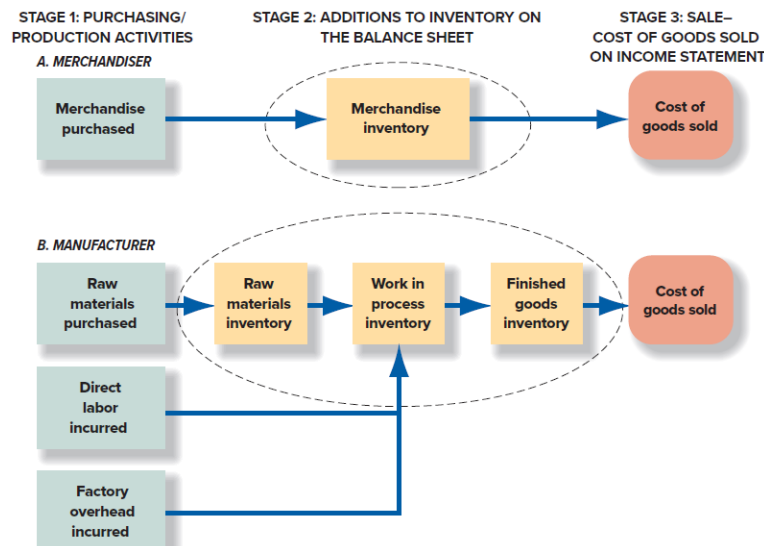 STAGE 1: PURCHASING/
PRODUCTION ACTIVITIES
STAGE 2: ADDITIONS TO INVENTORY ON
THE BALANCE SHEET
STAGE 3: SALE–
COST OF GOODS SOLD
ON INCOME STATEMENT
A. MERCHANDISER
Merchandise
purchased
Merchandise
inventory
Cost of
goods sold
B. MANUFACTURER
Raw
materials
purchased
Raw
materials
inventory
Work in
process
inventory
Finished
goods
inventory
Cost of
goods sold
Direct
labor
incurred
Factory
overhead
incurred